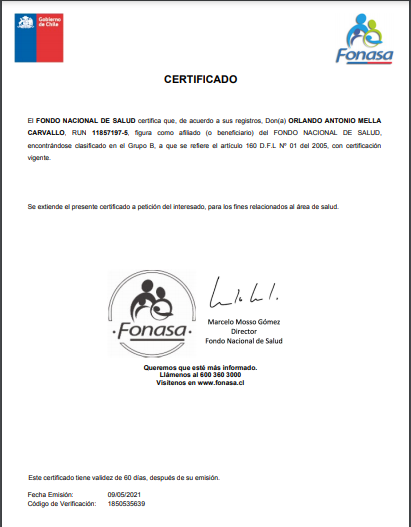 Gobierno
de Chile
Fonasa
CERTIFICADO
El FONDO NACIONAL DE SALUD certifica que, de acuerdo a sus registros, Don(a) ORLANDO ANTONIO MELLA
CARVALLO, RUN 11857197-5, figura como afiliado (o beneficiario) del FONDO NACIONAL DE SALUD,
encontrándose clasificado en el Grupo B, a que se refiere el artículo 160 D.F.L Nº 01 del 2005, con certificación
vigente.
Se extiende el presente certificado a petición del interesado, para los fines relacionados al área de salud.
Fonasa
Marcelo Mosso Gómez
Director
Fondo Nacional de Salud
Queremos que esté más informado.
Llámenos al 600 360 3000
Visítenos en www.fonasa.cl
Este certificado tiene validez de 60 días, después de su emisión.
Fecha Emisión: 09/05/2021
Código de Verificación: 1850535639